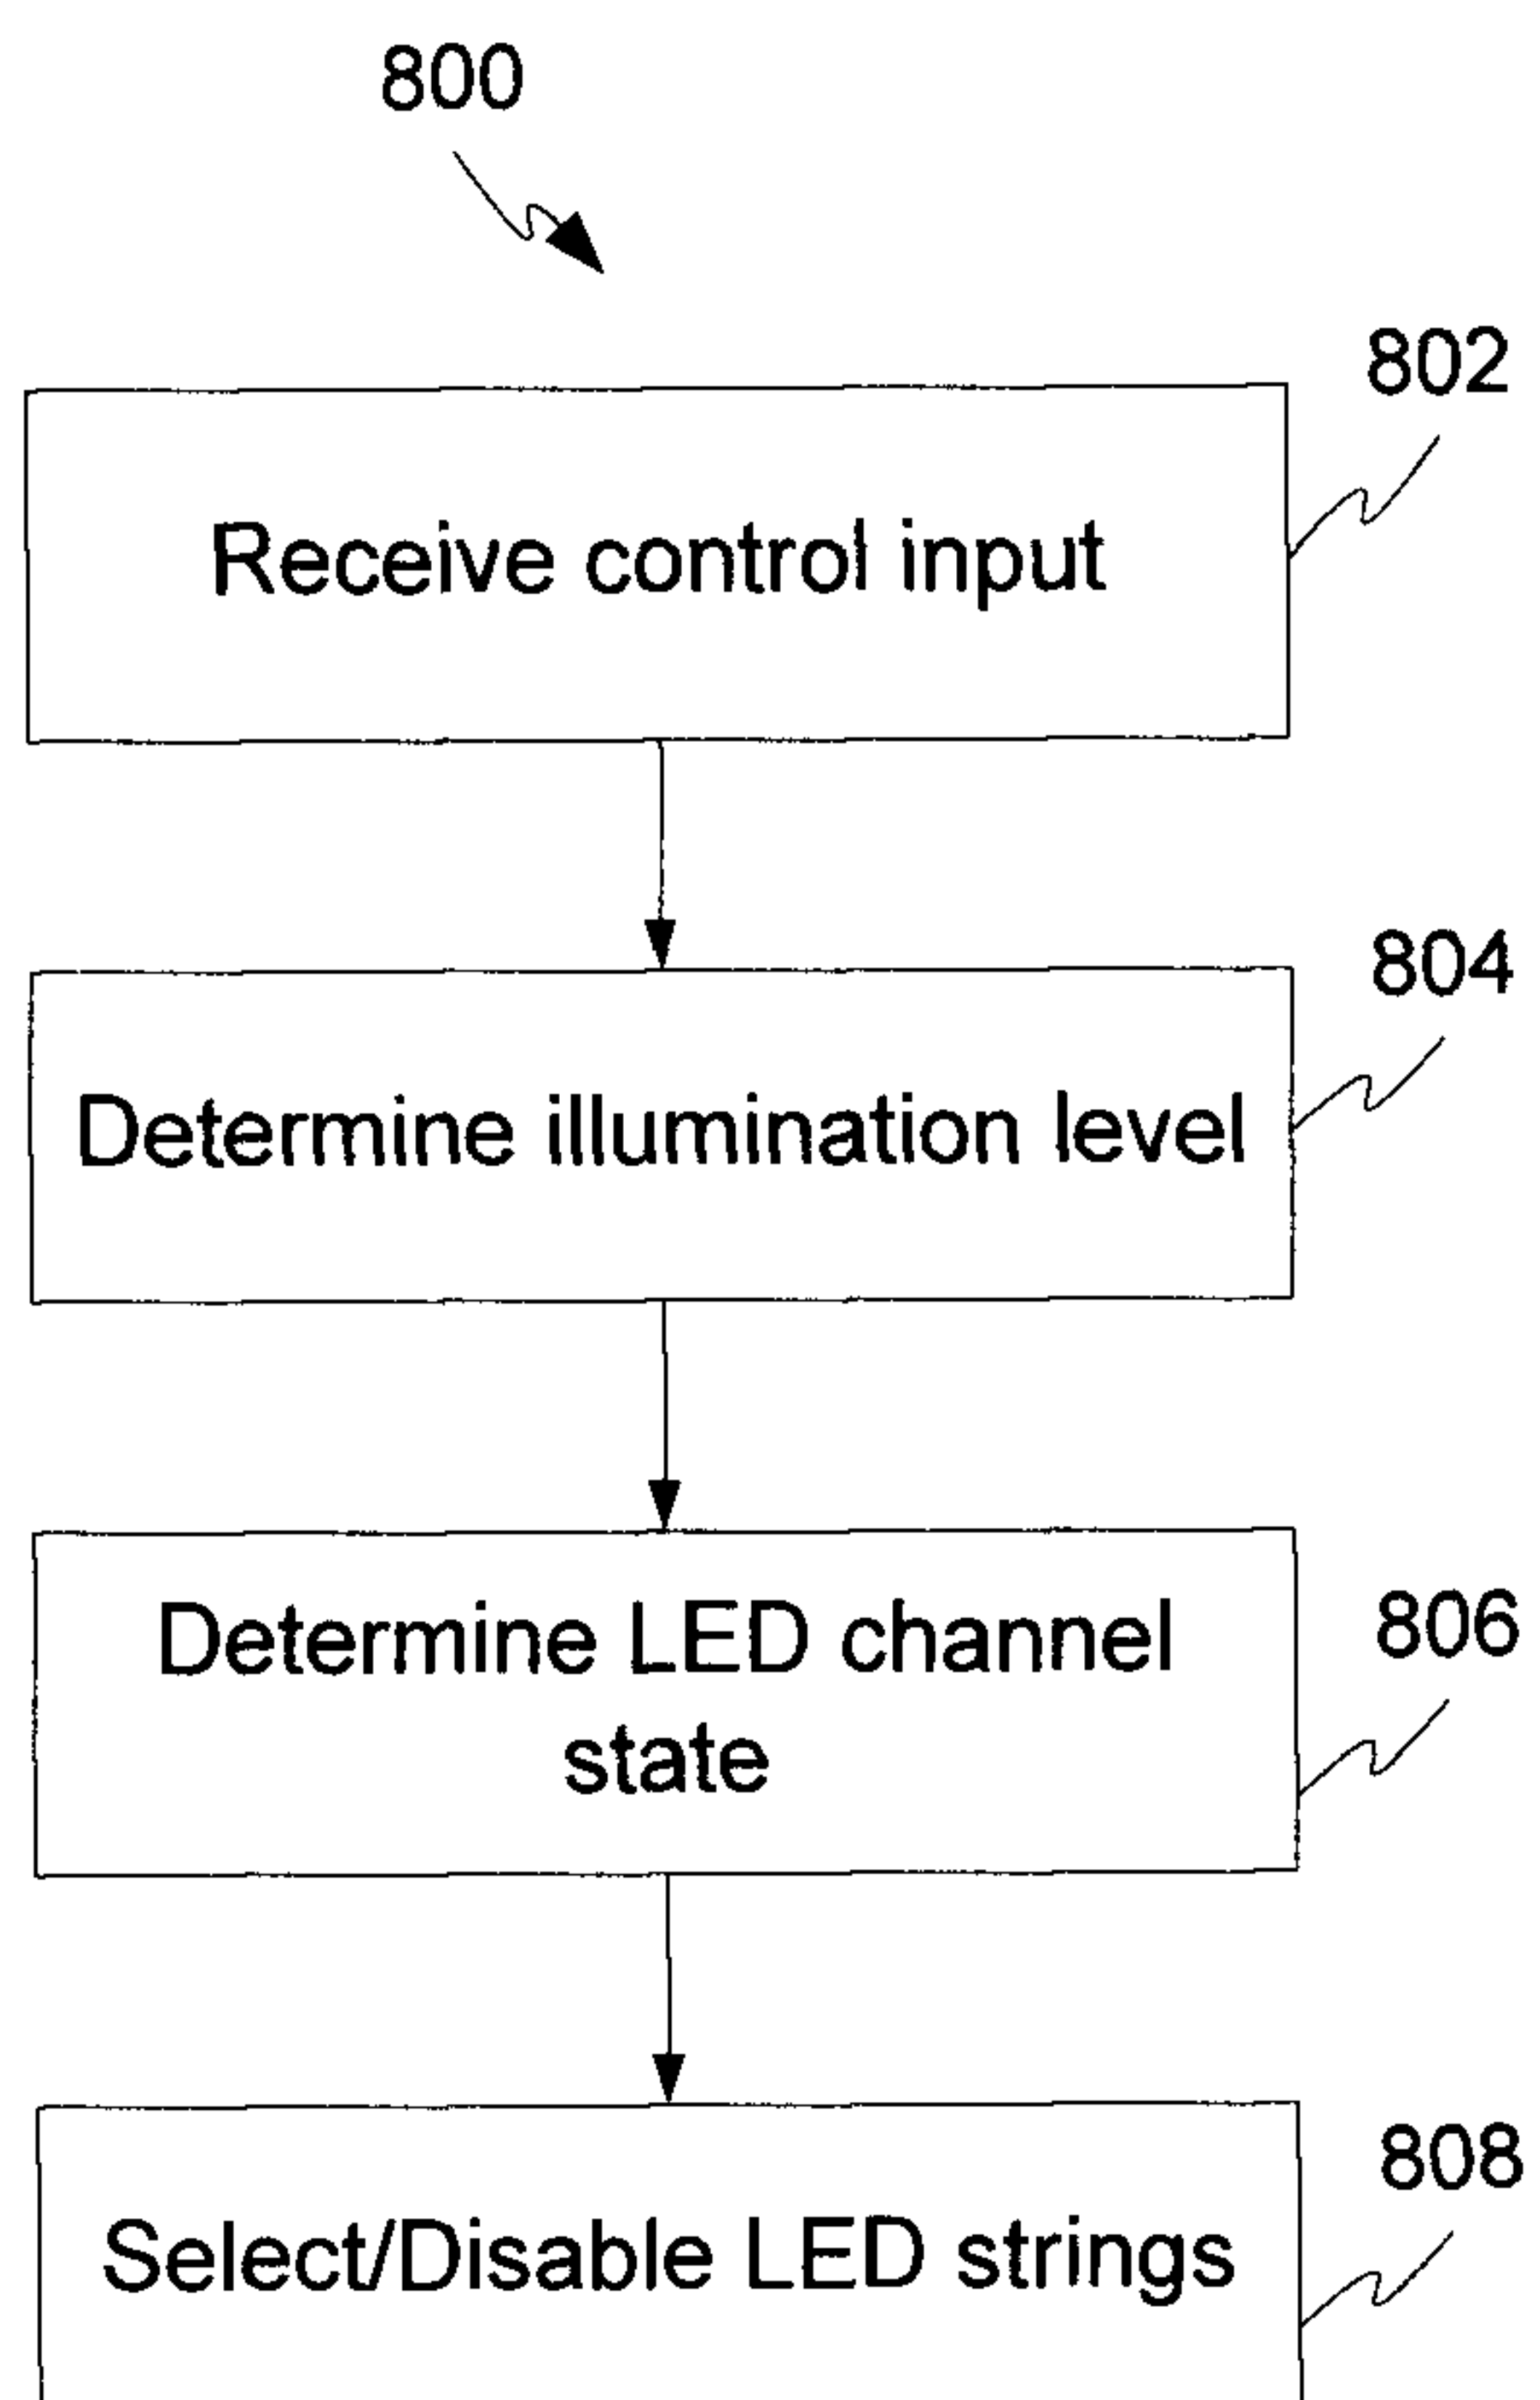 800
802
Receive control input
804
Determine illumination level
806
Determine LED channel
state
808
Select/Disable LED strings